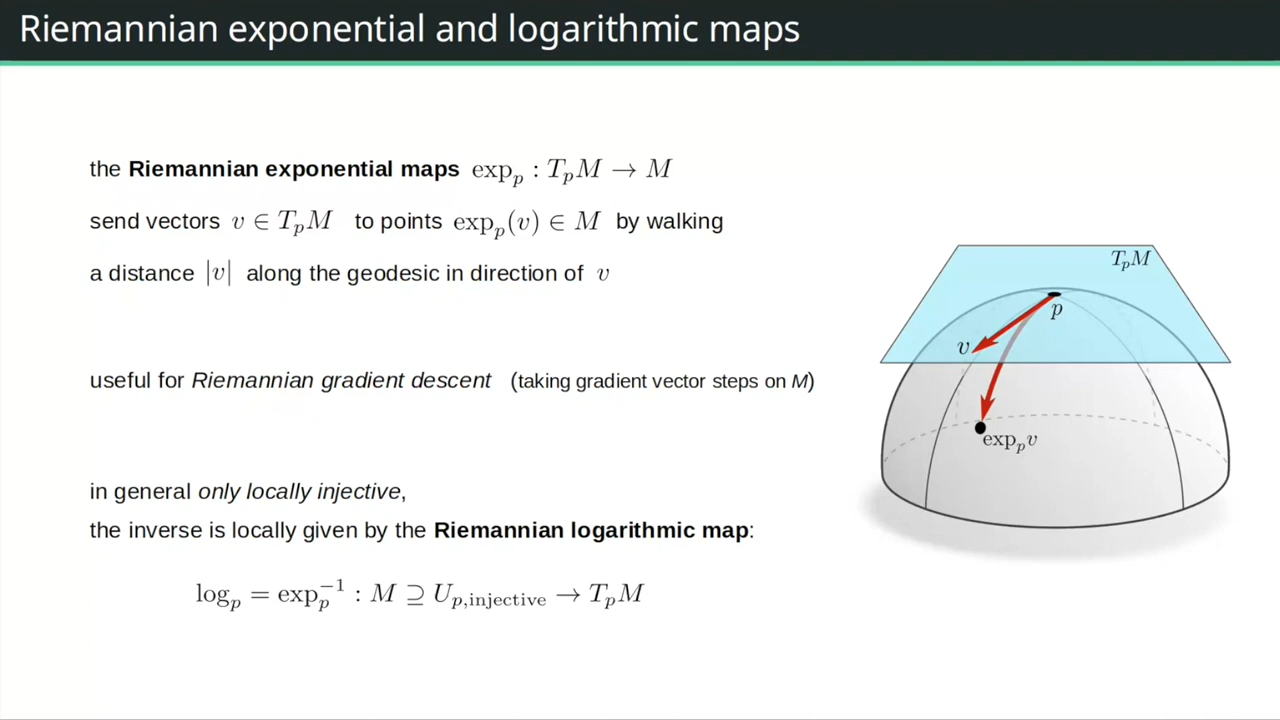 Riemannian exponential and logarithmic maps
the Riemannian exponential maps exp_p : T_pM → M
send vectors v ∈ T_pM to points exp_p(v) ∈ M by walking
a distance |v| along the geodesic in direction of v
useful for Riemannian gradient descent (taking gradient vector steps on M)
in general only locally injective,
the inverse is locally given by the Riemannian logarithmic map:
log_p = exp_p^{-1} : M ⊇ U_{p,injective} → T_pM
T_pM
p
v
exp_p v